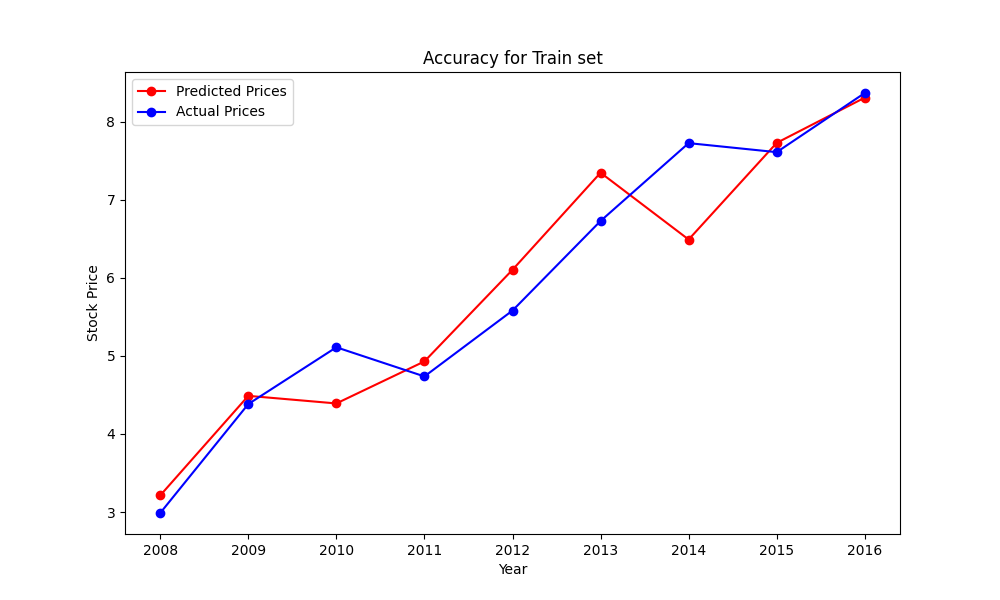 Accuracy for Train set
Predicted Prices
Actual Prices
8
7
6
5
4
3
Stock Price
2008 2009 2010 2011 2012 2013 2014 2015 2016
Year